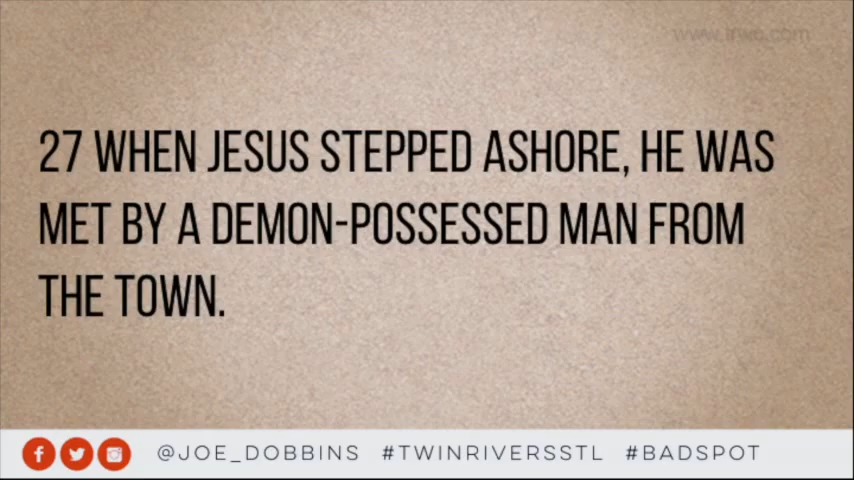 27 WHEN JESUS STEPPED ASHORE, HE WAS
MET BY A DEMON-POSSESSED MAN FROM
THE TOWN.
@JOE_DOBBINS #TWINRIVERSSTL #BADSPOT